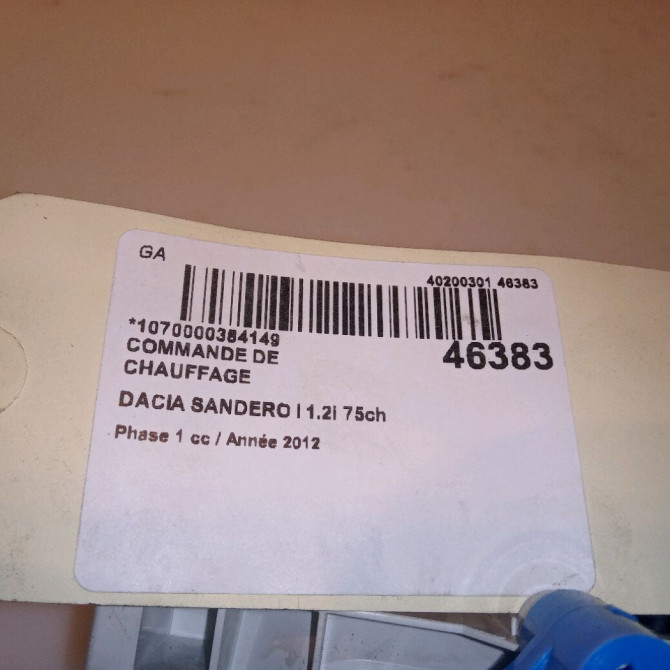 GA
40200301 46383
*1070000384149
46383
COMMANDE DE
CHAUFFAGE
DACIA SANDERO I 1.2i 75ch
Phase 1 cc / Année 2012